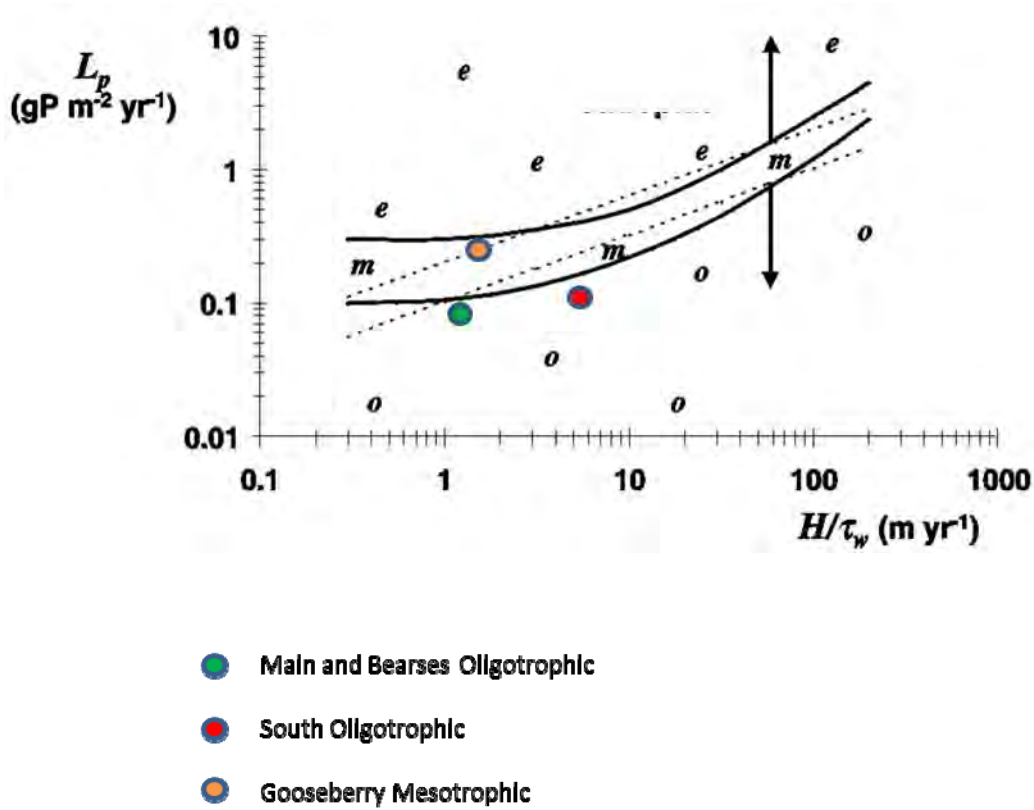 10
L_p
(gP m⁻² yr⁻¹)
e
e
e
e
1
m
e
m
m
o
0.1
o
o
o
o
0.01
0.1
1
10
100
1000
H/τ_w (m yr⁻¹)
Main and Bearses Oligotrophic
South Oligotrophic
Gooseberry Mesotrophic